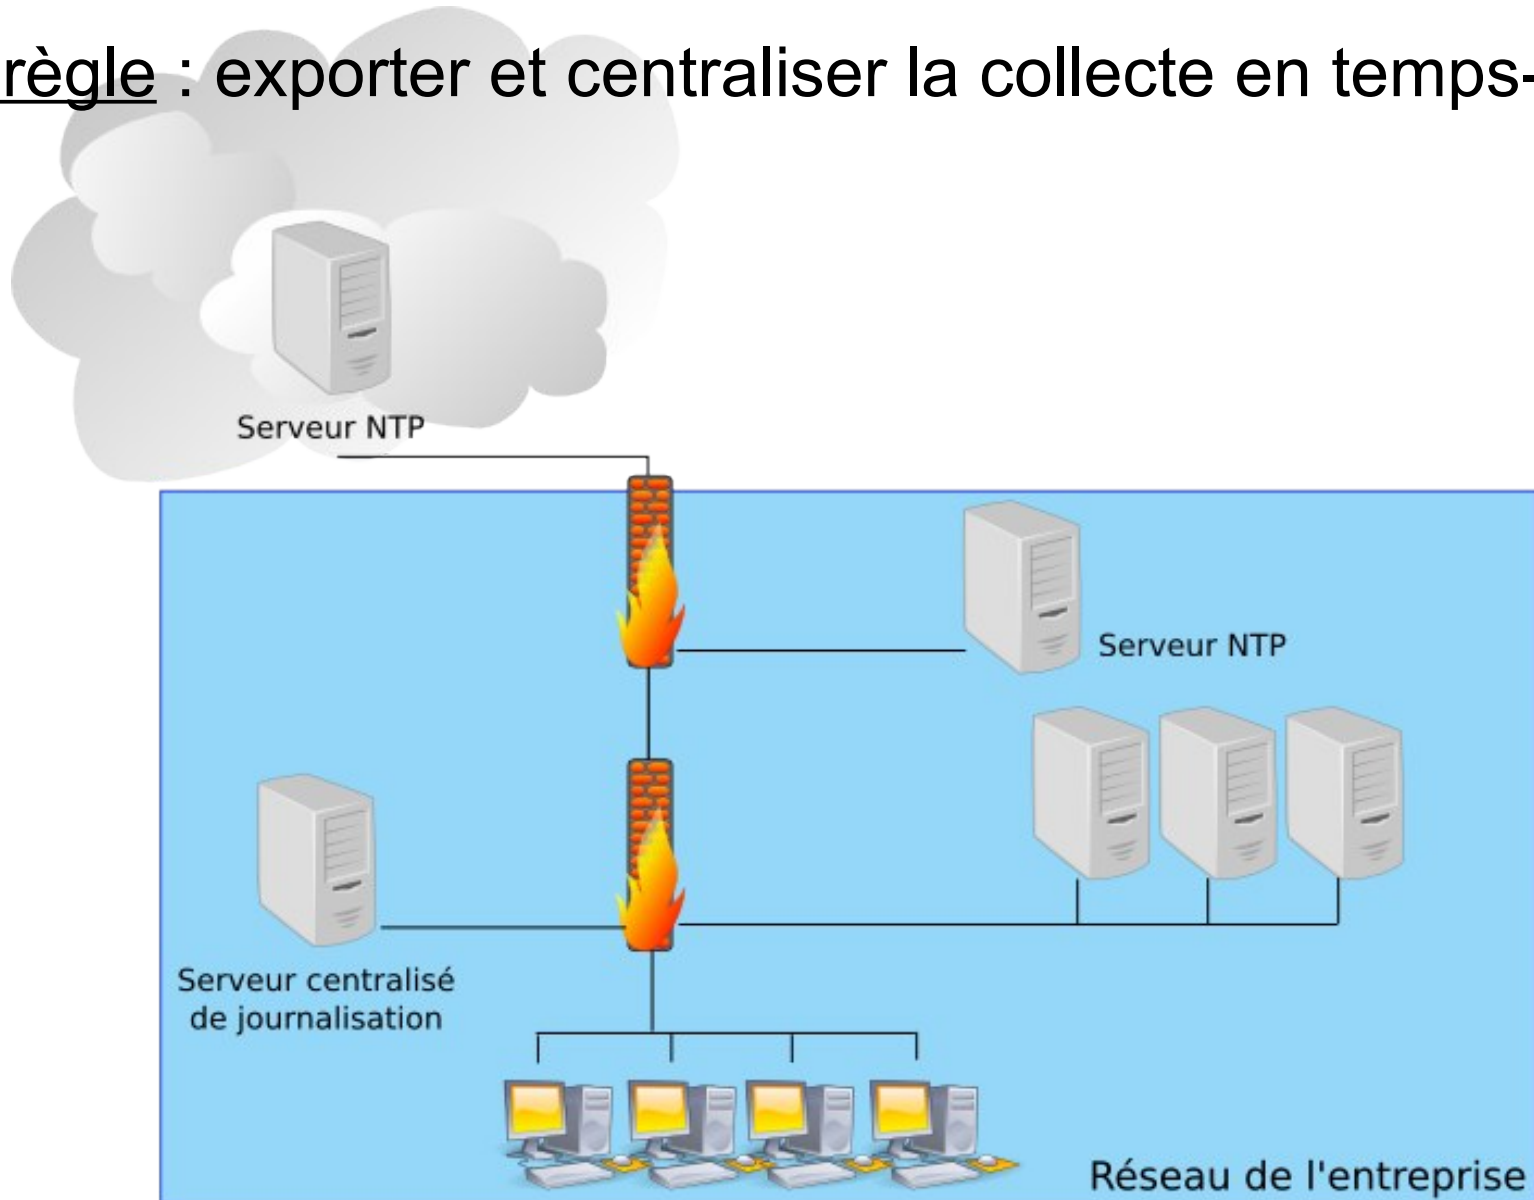 règle : exporter et centraliser la collecte en temps-
Serveur NTP
Serveur NTP
Serveur centralisé
de journalisation
Réseau de l'entreprise